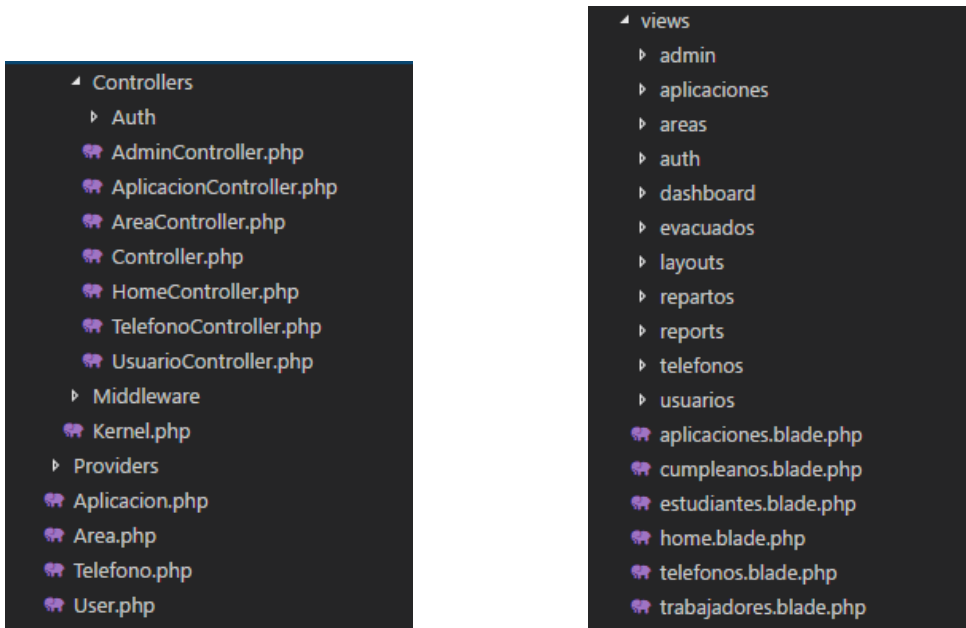 Controllers
Auth
AdminController.php
AplicacionController.php
AreaController.php
Controller.php
HomeController.php
TelefonoController.php
UsuarioController.php
Middleware
Kernel.php
Providers
Aplicacion.php
Area.php
Telefono.php
User.php
views
admin
aplicaciones
areas
auth
dashboard
evacuados
layouts
repartos
reports
telefonos
usuarios
aplicaciones.blade.php
cumpleanos.blade.php
estudiantes.blade.php
home.blade.php
telefonos.blade.php
trabajadores.blade.php